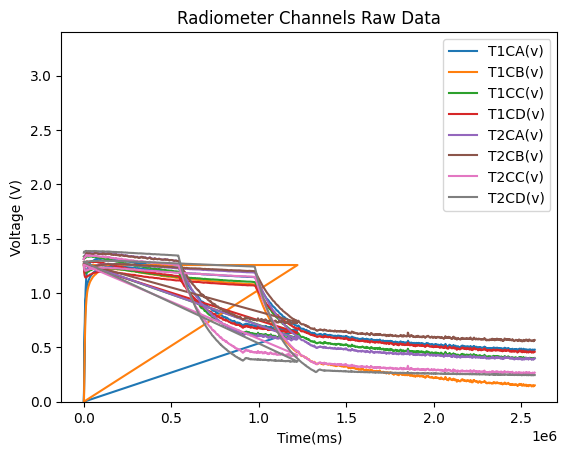 Radiometer Channels Raw Data
T1CA(v)
T1CB(v)
T1CC(v)
T1CD(v)
T2CA(v)
T2CB(v)
T2CC(v)
T2CD(v)
Voltage (V)
3.0
2.5
2.0
1.5
1.0
0.5
0.0
0.0 0.5 1.0 1.5 2.0 2.5
1e6
Time(ms)